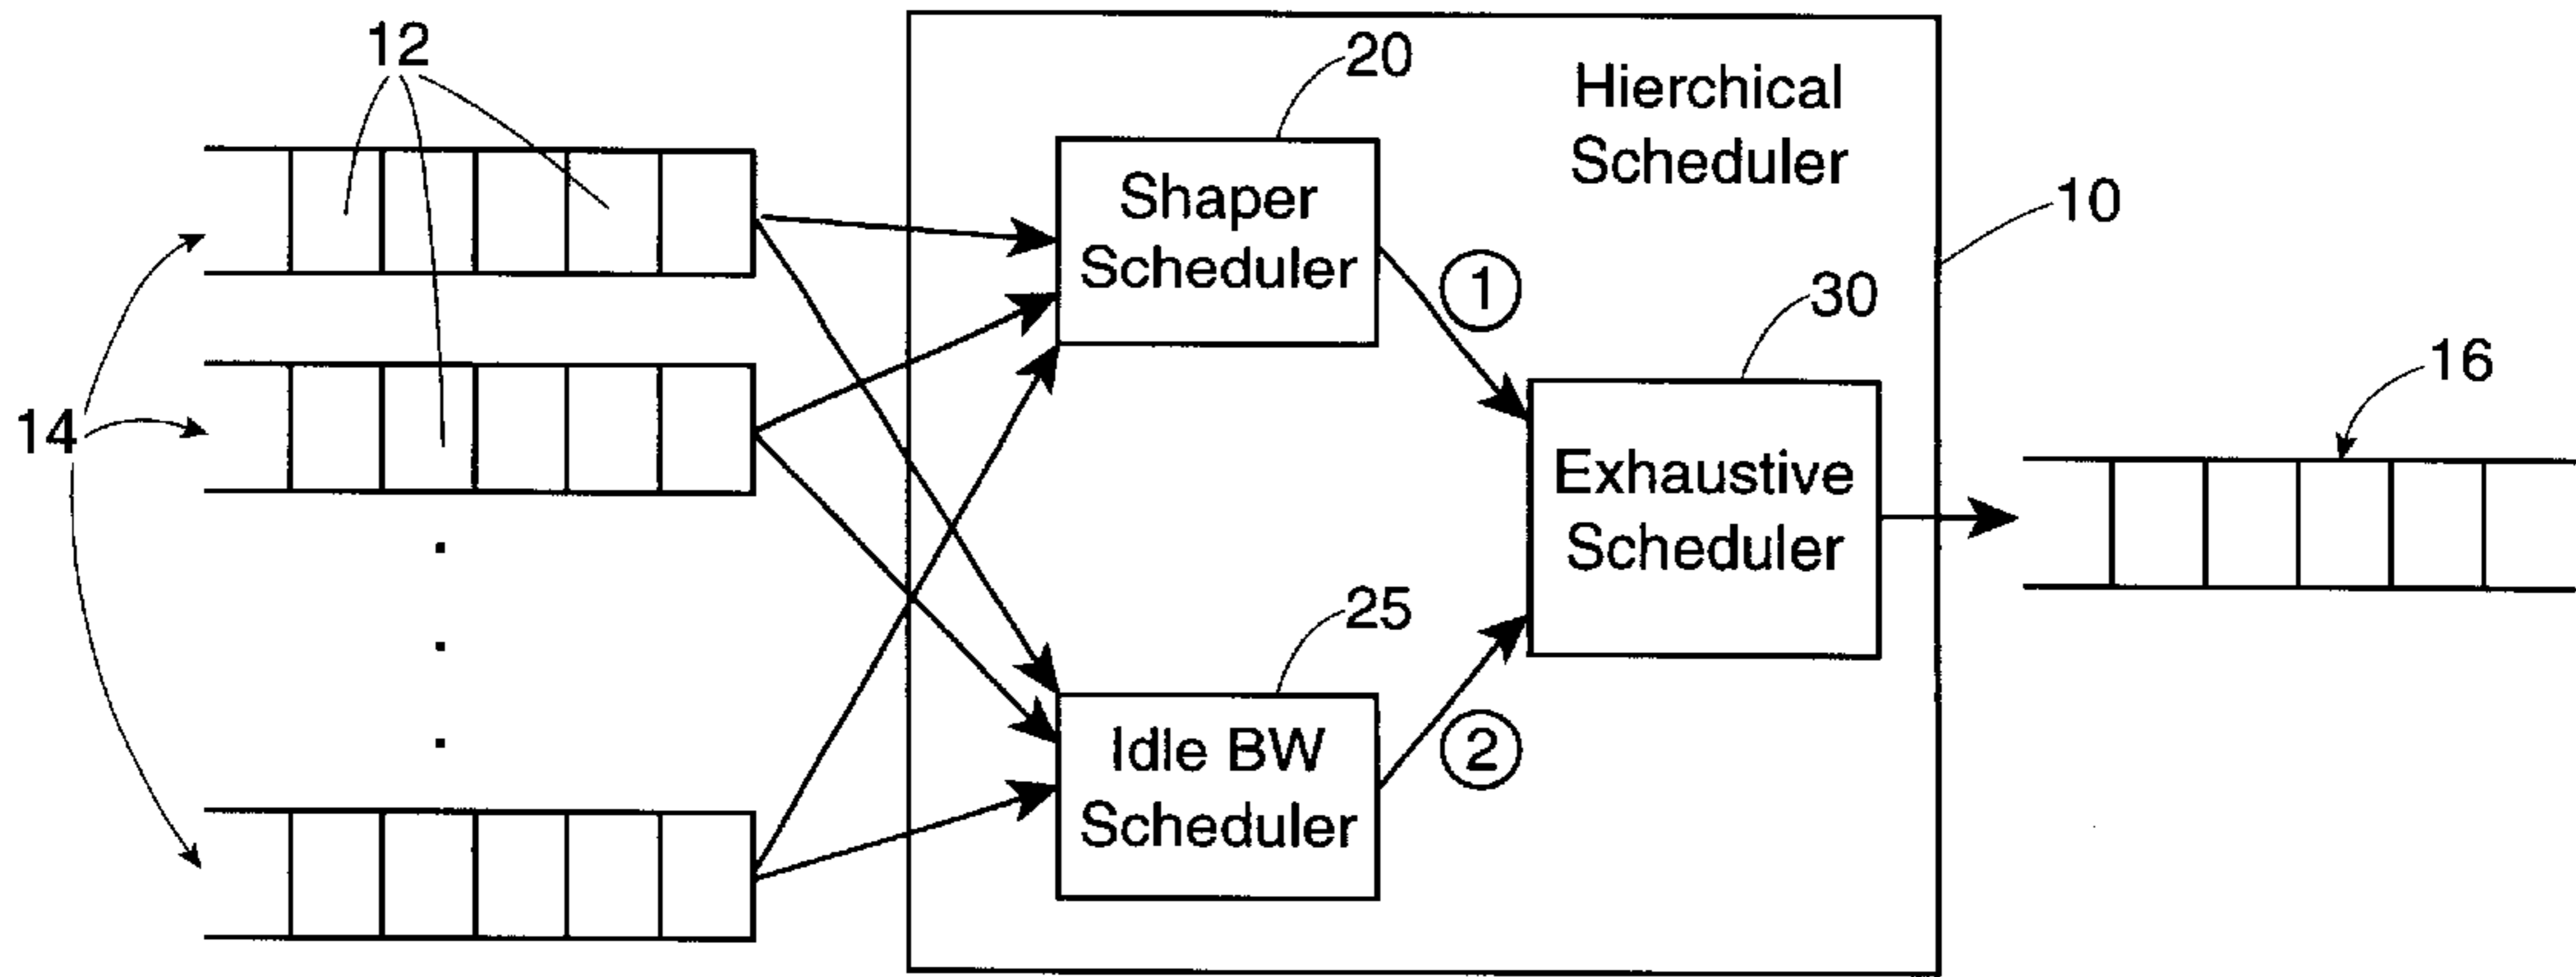 12
20
Hierchical
Scheduler
10
Shaper
Scheduler
1
30
14
16
Exhaustive
Scheduler
25
2
Idle BW
Scheduler